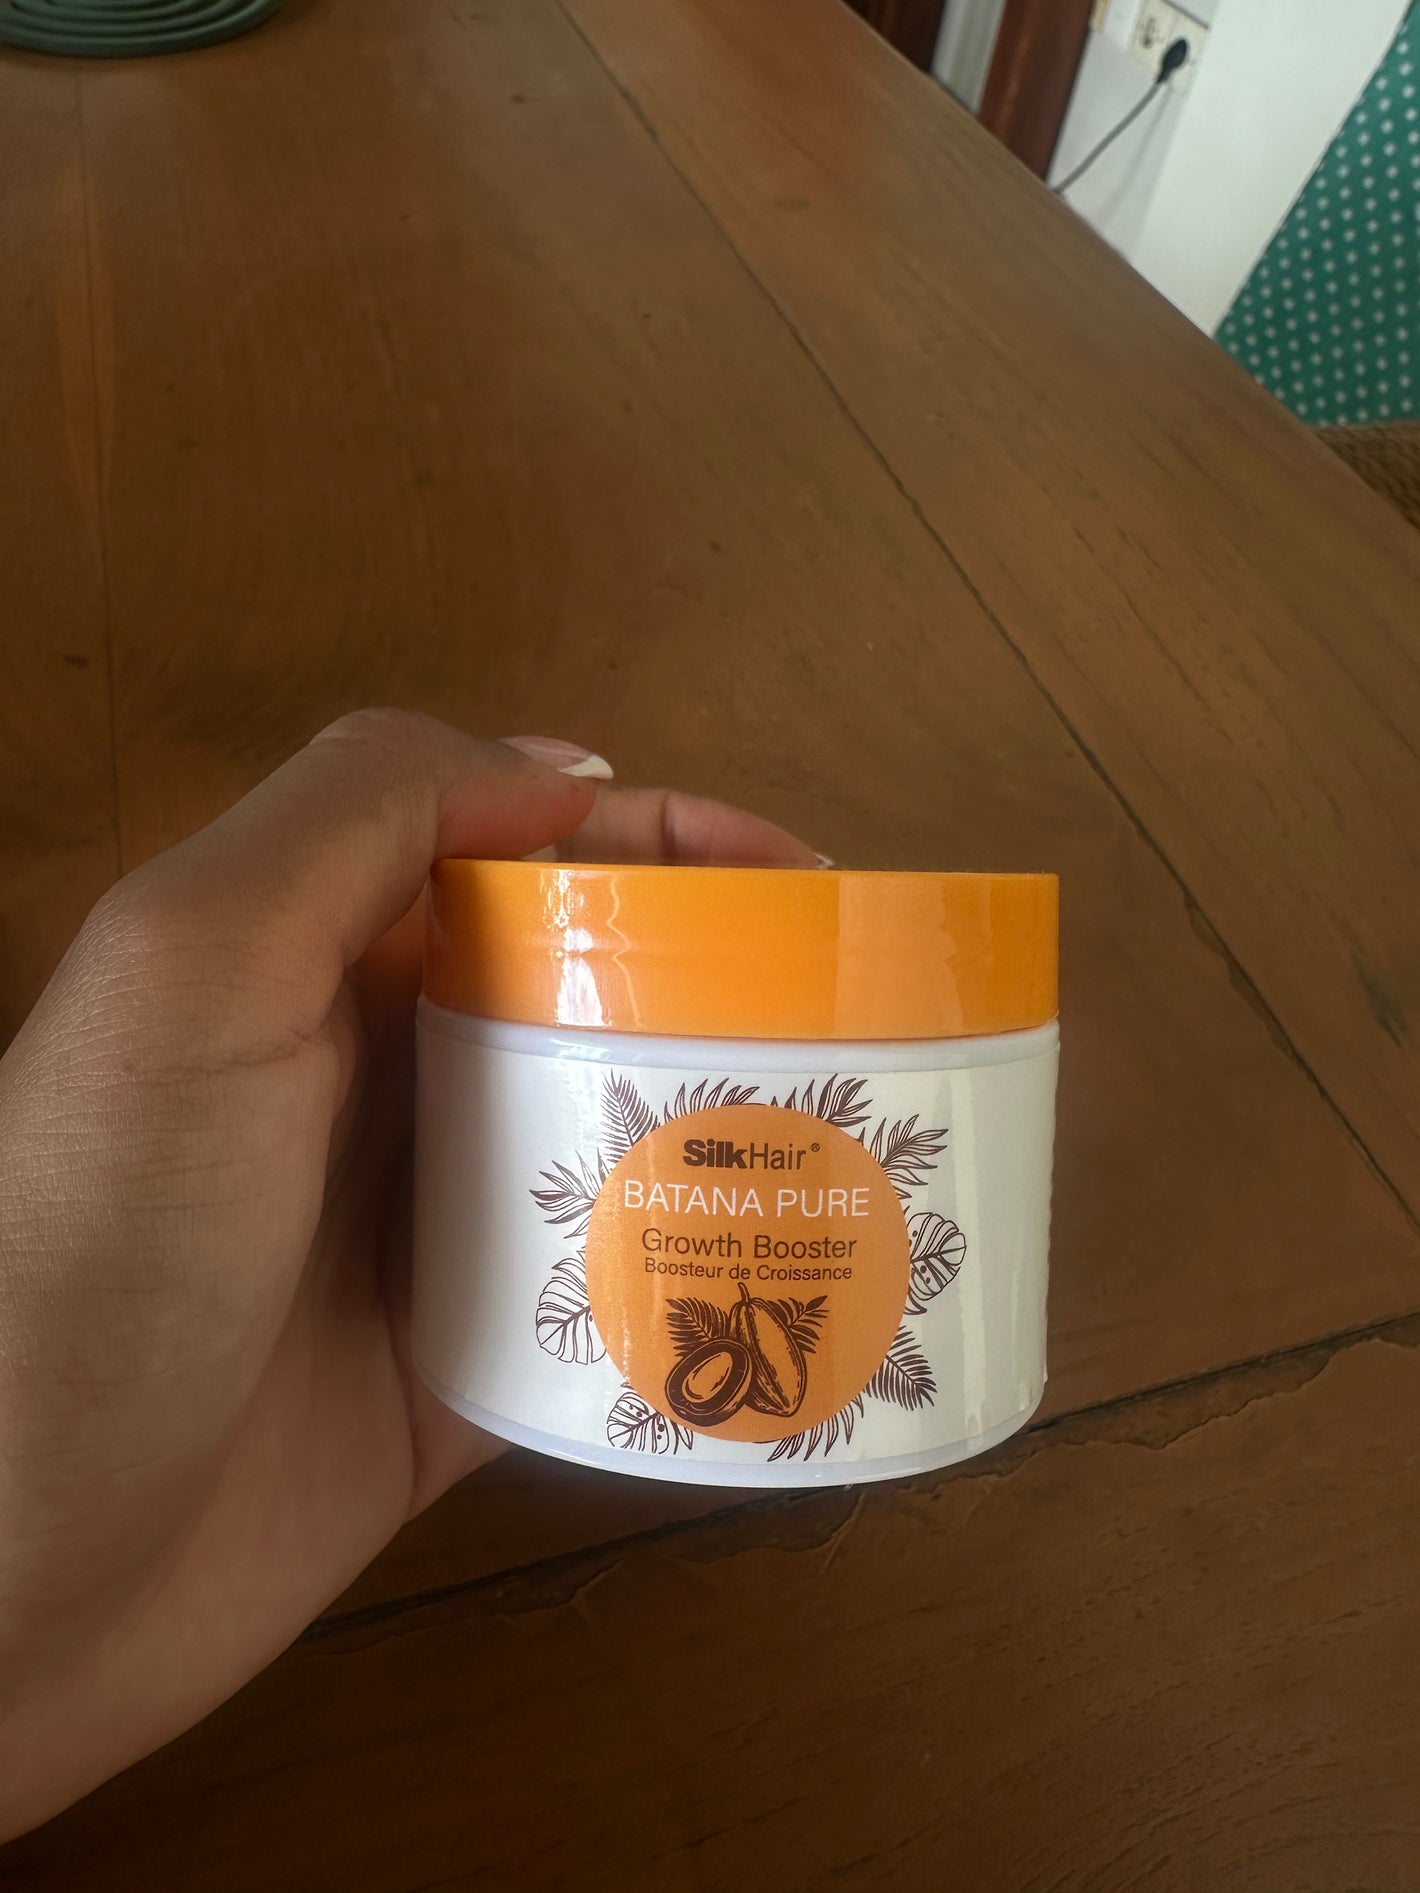 SilkHair®
BATANA PURE
Growth Booster
Boosteur de Croissance